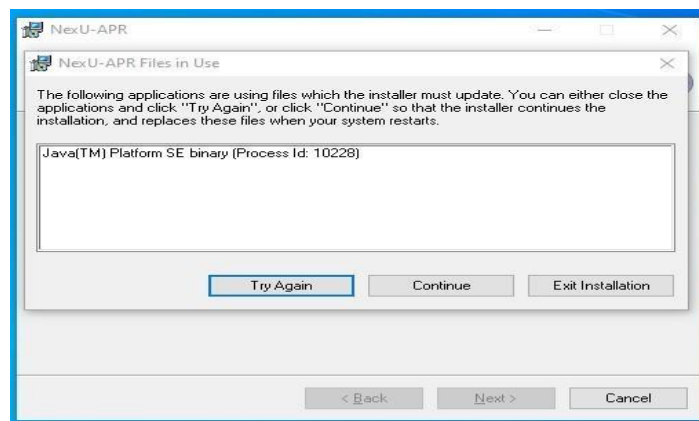 NexU-APR
NexU-APR Files in Use
The following applications are using files which the installer must update. You can either close the
applications and click "Try Again", or click "Continue" so that the installer continues the
installation, and replaces these files when your system restarts.
Java(TM) Platform SE binary (Process Id: 10228)
Try Again Continue Exit Installation
< Back Next > Cancel